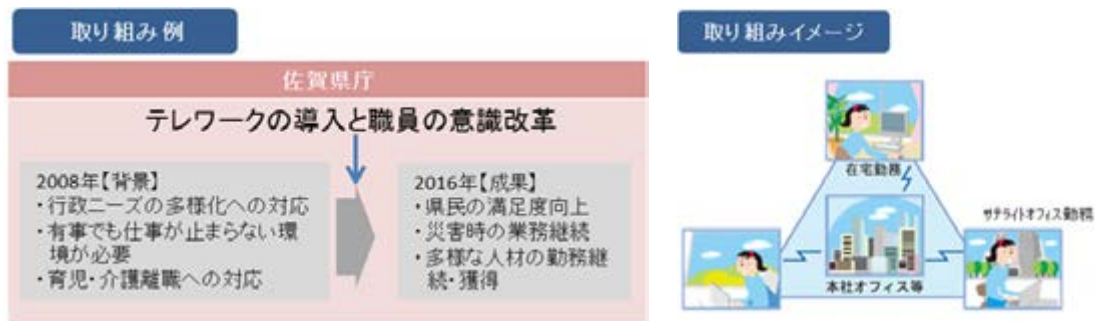 取り組み例
佐賀県庁
テレワークの導入と職員の意識改革
2008年【背景】
・行政ニーズの多様化への対応
・有事でも仕事が止まらない環
境が必要
・育児・介護離職への対応
2016年【成果】
・県民の満足度向上
・災害時の業務継続
・多様な人材の勤務継
続・獲得
取り組みイメージ
在宅勤務
サテライトオフィス勤務
本社オフィス等